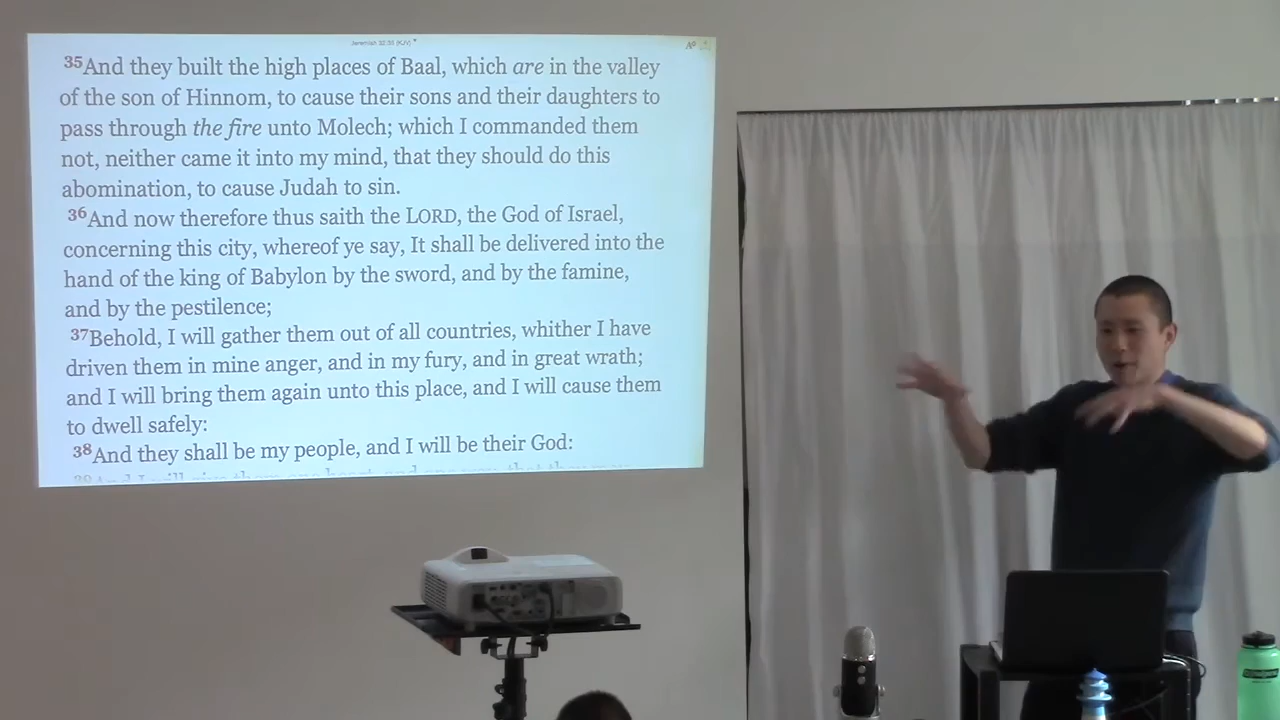 Jeremiah 32:35 (KJV)
35And they built the high places of Baal, which are in the valley
of the son of Hinnom, to cause their sons and their daughters to
pass through the fire unto Molech; which I commanded them
not, neither came it into my mind, that they should do this
abomination, to cause Judah to sin.
36And now therefore thus saith the LORD, the God of Israel,
concerning this city, whereof ye say, It shall be delivered into the
hand of the king of Babylon by the sword, and by the famine,
and by the pestilence;
37Behold, I will gather them out of all countries, whither I have
driven them in mine anger, and in my fury, and in great wrath;
and I will bring them again unto this place, and I will cause them
to dwell safely:
38And they shall be my people, and I will be their God: